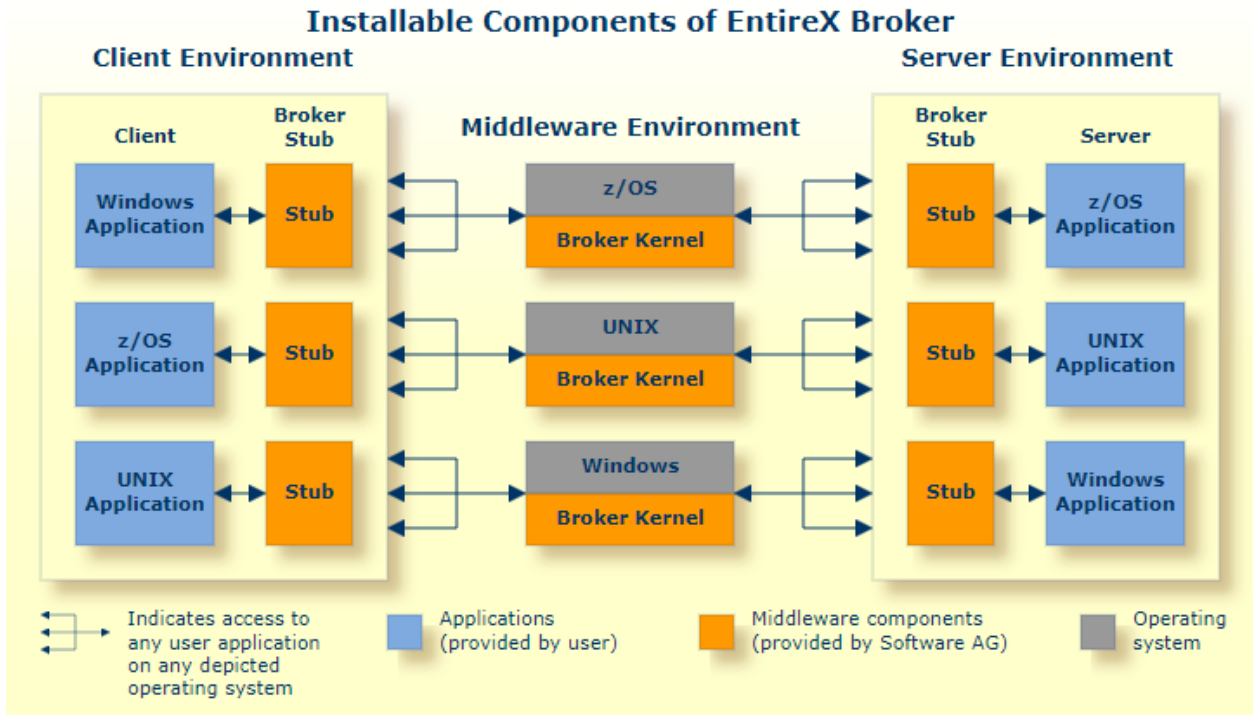 Installable Components of EntireX Broker
Client Environment
Server Environment
Middleware Environment
Client
Broker
Stub
Windows
Application
Stub
z/OS
Application
Stub
UNIX
Application
Stub
z/OS
Broker Kernel
UNIX
Broker Kernel
Windows
Broker Kernel
Broker
Stub
Server
Stub
z/OS
Application
Stub
UNIX
Application
Stub
Windows
Application
Indicates access to
any user application
on any depicted
operating system
Applications
(provided by user)
Middleware components
(provided by Software AG)
Operating
system